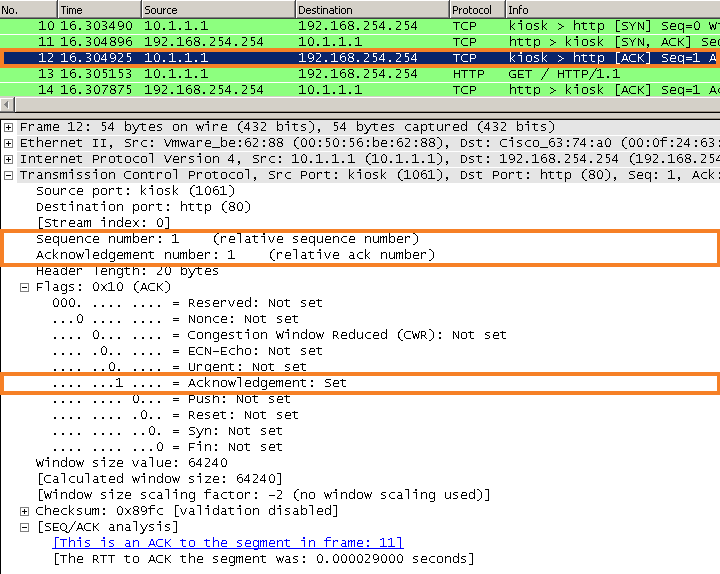 No. Time Source Destination Protocol Info
10 16.303490 10.1.1.1 192.168.254.254 TCP kiosk > http [SYN] Seq=0
11 16.304896 192.168.254.254 10.1.1.1 TCP http > kiosk [SYN, ACK] Seq
12 16.304925 10.1.1.1 192.168.254.254 TCP kiosk > http [ACK] Seq=1 A
13 16.305153 10.1.1.1 192.168.254.254 HTTP GET / HTTP/1.1
14 16.307875 192.168.254.254 10.1.1.1 TCP http > kiosk [ACK] Seq=1 Ac
Frame 12: 54 bytes on wire (432 bits), 54 bytes captured (432 bits)
Ethernet II, Src: Vmware_be:62:88 (00:50:56:be:62:88), Dst: Cisco_63:74:a0 (00:0f:24:63:
Internet Protocol Version 4, Src: 10.1.1.1 (10.1.1.1), Dst: 192.168.254.254 (192.168.254
Transmission Control Protocol, Src Port: kiosk (1061), Dst Port: http (80), Seq: 1, Ack:
Source port: kiosk (1061)
Destination port: http (80)
[Stream index: 0]
Sequence number: 1 (relative sequence number)
Acknowledgement number: 1 (relative ack number)
Header length: 20 bytes
Flags: 0x10 (ACK)
000. .... .... = Reserved: Not set
...0 .... .... = Nonce: Not set
.... 0... .... = Congestion Window Reduced (CWR): Not set
.... .0.. .... = ECN-Echo: Not set
.... ..0. .... = Urgent: Not set
.... ...1 .... = Acknowledgement: Set
.... .... 0... = Push: Not set
.... .... .0.. = Reset: Not set
.... .... ..0. = Syn: Not set
.... .... ...0 = Fin: Not set
Window size value: 64240
[Calculated window size: 64240]
[Window size scaling factor: -2 (no window scaling used)]
Checksum: 0x89fc [validation disabled]
[SEQ/ACK analysis]
[This is an ACK to the segment in frame: 11]
[The RTT to ACK the segment was: 0.000029000 seconds]